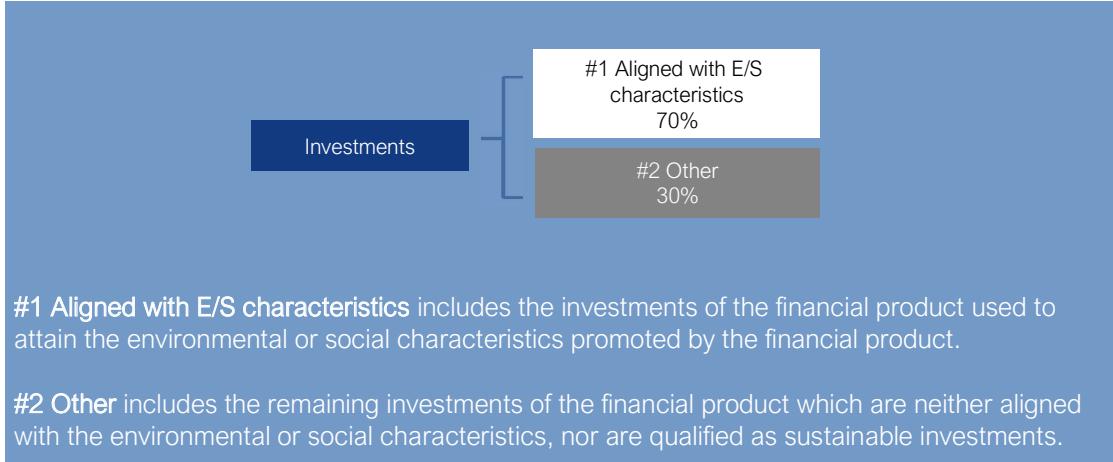 #1 Aligned with E/S
characteristics
70%
Investments
#2 Other
30%
#1 Aligned with E/S characteristics includes the investments of the financial product used to
attain the environmental or social characteristics promoted by the financial product.
#2 Other includes the remaining investments of the financial product which are neither aligned
with the environmental or social characteristics, nor are qualified as sustainable investments.